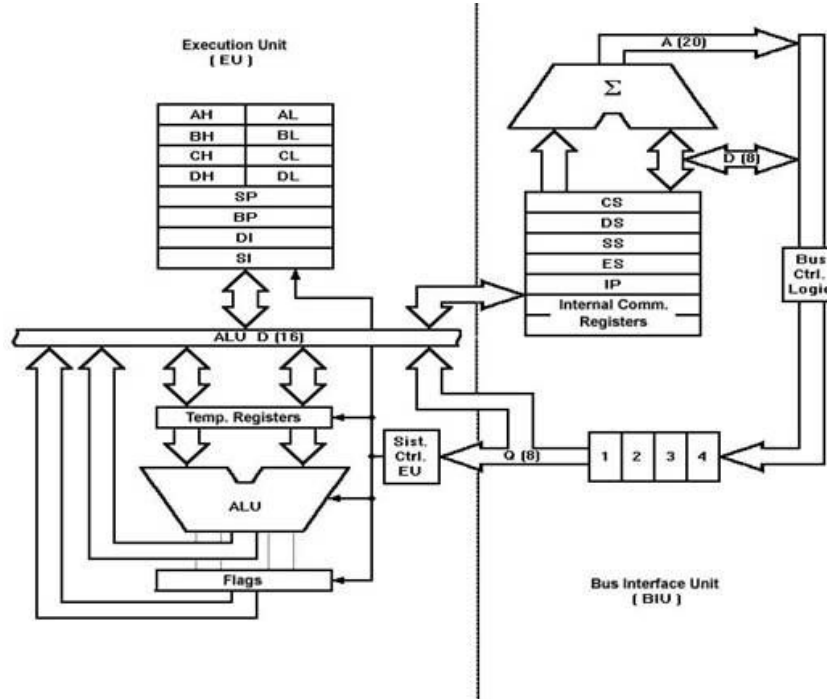 Execution Unit
( EU )
AH AL
BH BL
CH CL
DH DL
SP
BP
DI
SI
ALU D (16)
Temp. Registers
ALU
Flags
Sist.
Ctrl.
EU
Q (8)
A (20)
Σ
D (8)
CS
DS
SS
ES
IP
Internal Comm.
Registers
Bus
Ctrl.
Logic
1 2 3 4
Bus Interface Unit
( BIU )